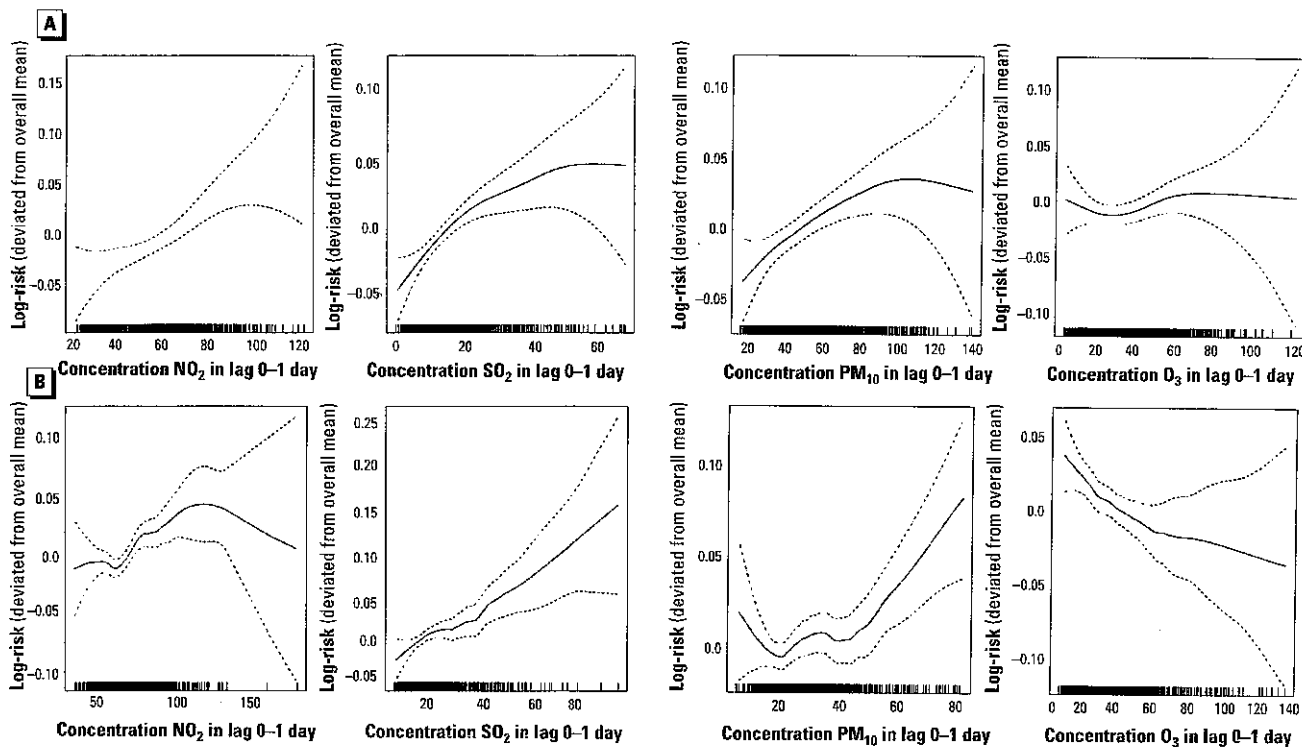 A
Log-risk (deviated from overall mean)
0.15
0.10
0.05
0.0
−0.05
20 40 60 80 100 120
Concentration NO2 in lag 0–1 day
Log-risk (deviated from overall mean)
0.10
0.05
0.0
−0.05
0 20 40 60
Concentration SO2 in lag 0–1 day
Log-risk (deviated from overall mean)
0.10
0.05
0.0
−0.05
20 40 60 80 100 120 140
Concentration PM10 in lag 0–1 day
Log-risk (deviated from overall mean)
0.10
0.05
0.0
−0.05
−0.10
0 20 40 60 80 100 120
Concentration O3 in lag 0–1 day
B
Log-risk (deviated from overall mean)
0.10
0.05
0.0
−0.05
−0.10
50 100 150
Concentration NO2 in lag 0–1 day
Log-risk (deviated from overall mean)
0.25
0.20
0.15
0.10
0.05
0.0
−0.05
20 40 60 80
Concentration SO2 in lag 0–1 day
Log-risk (deviated from overall mean)
0.10
0.05
0.0
20 40 60 80
Concentration PM10 in lag 0–1 day
Log-risk (deviated from overall mean)
0.05
0.0
−0.05
−0.10
0 20 40 60 80 100 120 140
Concentration O3 in lag 0–1 day